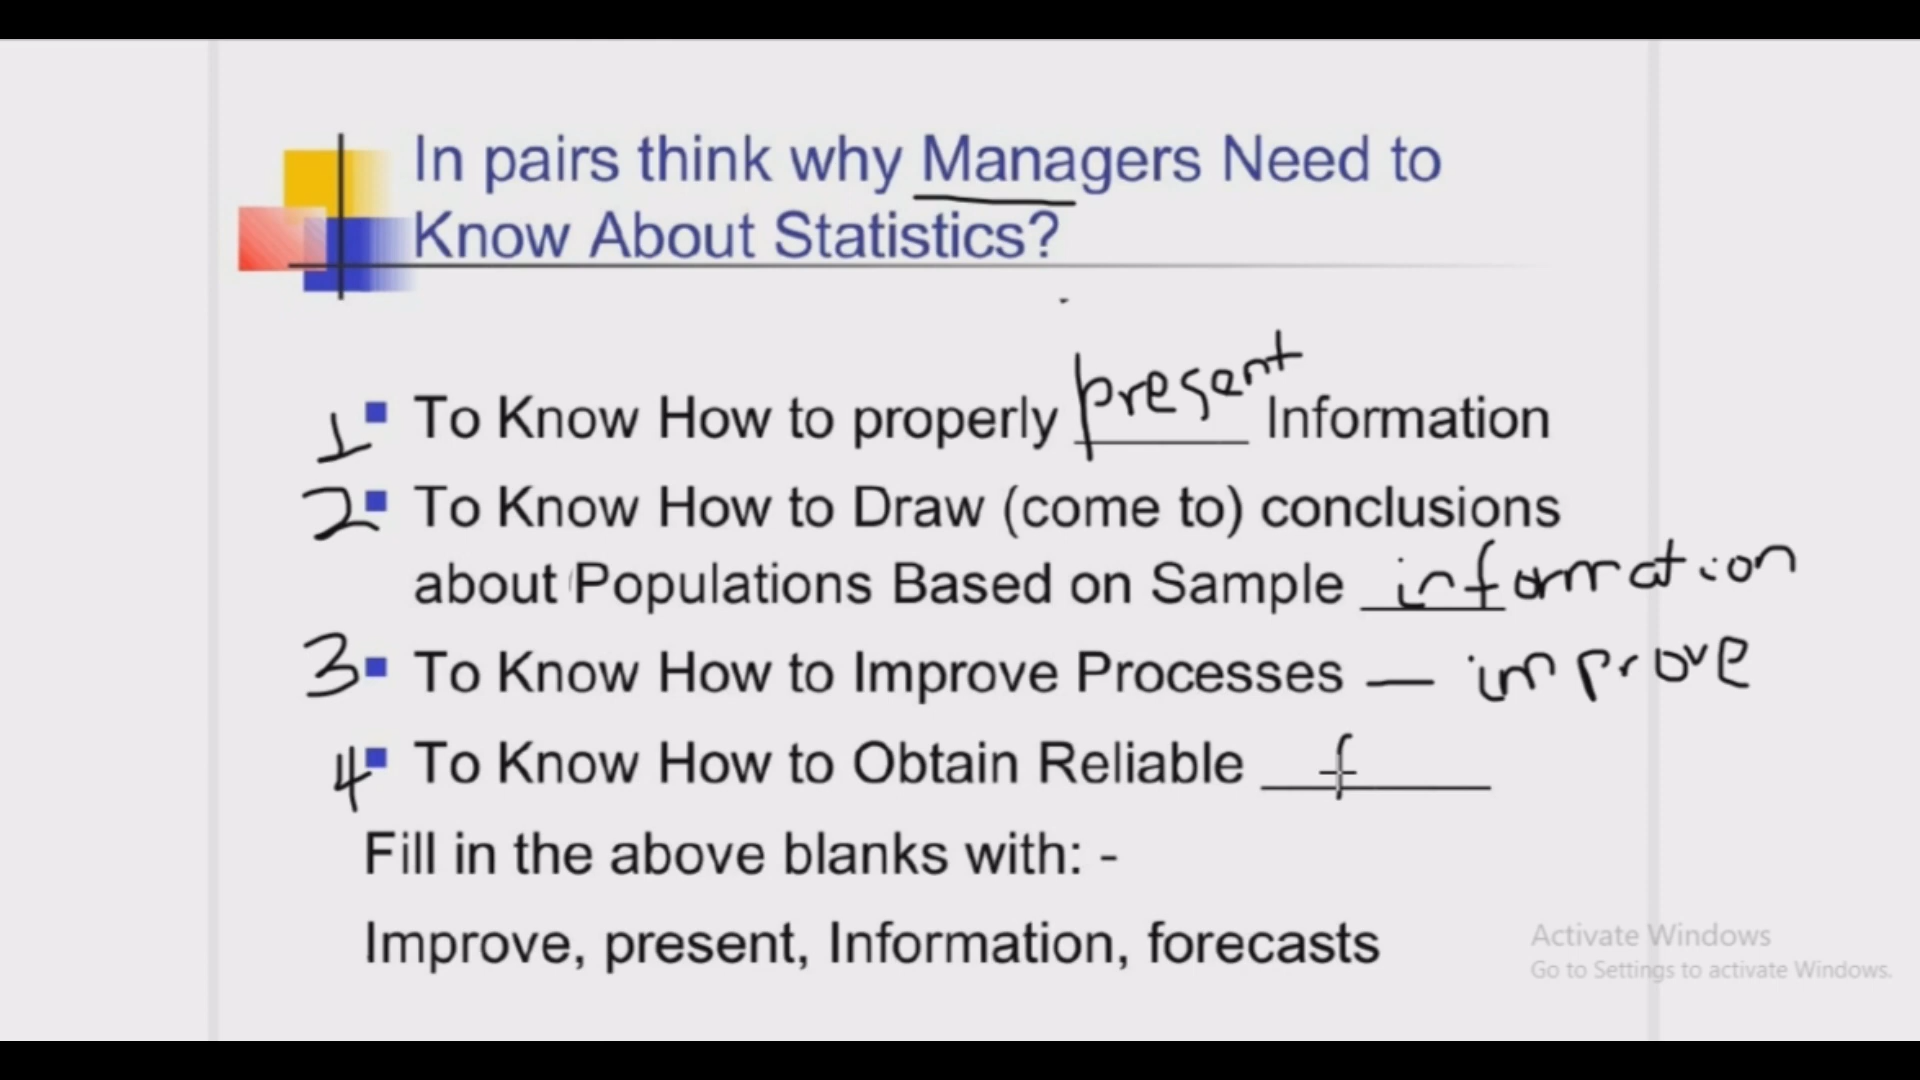 In pairs think why Managers Need to
Know About Statistics?
1 To Know How to properly present Information
2 To Know How to Draw (come to) conclusions
about (Populations Based on Sample information
3 To Know How to Improve Processes — improve
4 To Know How to Obtain Reliable f
Fill in the above blanks with: -
Improve, present, Information, forecasts
Activate Windows
Go to Settings to activate Windows.